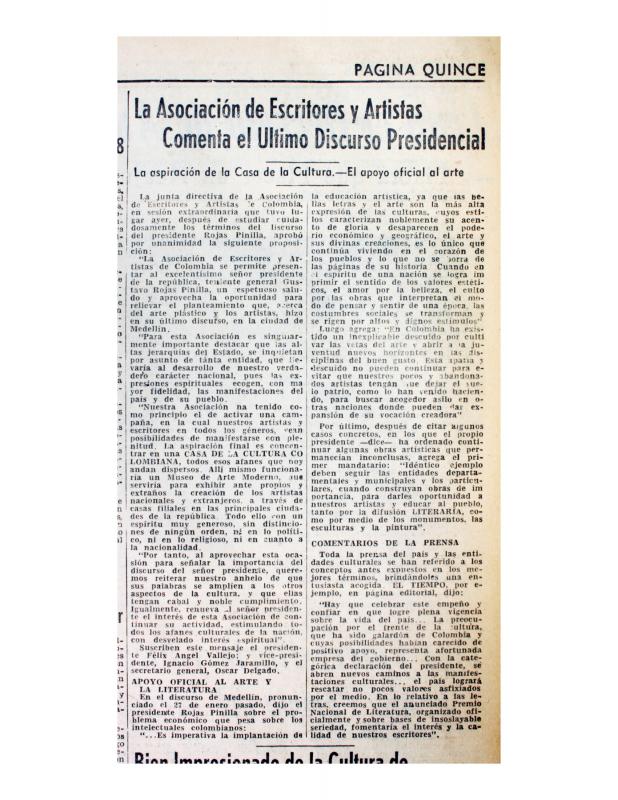 PAGINA QUINCE
La Asociación de Escritores y Artistas
Comenta el Ultimo Discurso Presidencial
La aspiración de la Casa de la Cultura.—El apoyo oficial al arte
La junta directiva de la Asociación
de Escritores y Artistas de Colombia,
en sesión extraordinaria que tuvo lu-
gar ayer, después de estudiar cuida-
dosamente los términos del discurso
del presidente Rojas Pinilla, aprobó
por unanimidad la siguiente proposi-
ción:
"La Asociación de Escritores y Ar-
tistas de Colombia se permite presen-
tar al excelentísimo señor presidente
de la república, teniente general Gus-
tavo Rojas Pinilla, un respetuoso salu-
do y aprovecha la oportunidad para
relievar el planteamiento que, acerca
del arte plástico y los artistas, hizo
en su último discurso, en la ciudad de
Medellín.
"Para esta Asociación es singular-
mente importante destacar que las al-
tas jerarquías del Estado, se inquieten
por asunto de tánta entidad, que lle-
varía al desarrollo de nuestro verda-
dero carácter nacional, pues las ex-
presiones espirituales ecogen, con ma-
yor fidelidad, las manifestaciones del
país y de su pueblo.
"Nuestra Asociación ha tenido co-
mo principio el de activar una cam-
paña, en la cual nuestros artistas y
escritores en todos los géneros, vean
posibilidades de manifestarse con ple-
nitud. La aspiración final es concen-
trar en una CASA DE LA CULTURA CO
LOMBIANA, todos esos afanes que hoy
andan dispersos. Allí mismo funciona-
ría un Museo de Arte Moderno, que
serviría para exhibir ante propios y
extraños la creación de los artistas
nacionales y extranjeros, a través de
casas filiales en las principales ciuda-
des de la república. Todo ello con un
espíritu muy generoso, sin distincio-
nes de ningún orden, ni en lo políti-
co, ni en lo religioso, ni en cuanto a
la nacionalidad.
"Por tanto, al aprovechar esta oca-
sión para señalar la importancia del
discurso del señor presidente, quere-
mos reiterar nuestro anhelo de que
sus palabras se amplíen a los otros
aspectos de la cultura, y que ellas
tengan cabal y noble cumplimiento.
Igualmente, renueva al señor presiden-
te el interés de esta Asociación de con-
tinuar su actividad, estimulando to-
dos los afanes culturales de la nación,
con desvelado interés espiritual".
Suscriben este mensaje el presiden-
te Félix Angel Vallejo; y vice-presi-
dente, Ignacio Gómez Jaramillo, y el
secretario general, Oscar Delgado.
APOYO OFICIAL AL ARTE Y
LA LITERATURA
En el discurso de Medellín, pronun-
ciado el 27 de enero pasado, dijo el
presidente Rojas Pinilla sobre el pro-
blema económico que pesa sobre los
intelectuales colombianos:
"...Es imperativa la implantación de
la educación artística, ya que las be-
llas letras y el arte son la más alta
expresión de las culturas, cuyos esti-
los caracterizan noblemente su acen-
to de gloria y desaparecen el pode-
río económico y geográfico, el arte y
sus divinas creaciones, es lo único que
continúa viviendo en el corazón de
los pueblos y lo que no se borra de
las páginas de su historia Cuando en
el espíritu de una nación se logra im
primir el sentido de los valores estéti-
cos, el amor por la belleza, el culto
por las obras que interpretan el mo-
do de pensar y sentir de una época, las
costumbres sociales se transforman y
se rigen por altos y dignos estímulos"
Luego agrega: "En Colombia ha exis-
tido un inexplicable descuido por culti
var las vetas del arte y abrir a la ju-
ventud nuevos horizontes en las dis-
ciplinas del buen gusto. Esta apatía y
descuido no pueden continuar para e-
vitar que nuestros pocos y abandona-
dos artistas tengan que dejar el sue-
lo patrio, como lo han venido hacien-
do, para buscar acogedor asilo en o-
tras naciones donde pueden dar ex-
pansión de su vocación creadora"
Por último, después de citar algunos
casos concretos, en los que el propio
presidente —dice— ha ordenado conti-
nuar algunas obras artísticas que per-
manecían inconclusas, agrega el pri-
mer mandatario: "Idéntico ejemplo
deben seguir las entidades departa-
mentales y municipales y los particu-
lares, cuando construyan obras de im
portancia, para darles oportunidad a
nuestros artistas y educar al pueblo,
tanto por la difusión LITERARIA, co-
mo por medio de los monumentos, las
esculturas y la pintura".
COMENTARIOS DE LA PRENSA
Toda la prensa del país y las enti-
dades culturales se han referido a los
conceptos antes expuestos en los me-
jores términos, brindándoles una en-
tusiasta acogida EL TIEMPO, por e-
jemplo, en página editorial, dijo:
"Hay que celebrar este empeño y
confiar en que logre plena vigencia
sobre la vida del país... La preocu-
pación por el frente de la cultura,
que ha sido galardón de Colombia y
cuyas posibilidades habían carecido de
positivo apoyo, representa afortunada
empresa del gobierno... Con la cate-
górica declaración del presidente, se
abren nuevos caminos a las manifes-
taciones culturales... el país logrará
rescatar no pocos valores asfixiados
por el medio. En lo relativo a las le-
tras, creemos que el anunciado Premio
Nacional de Literatura, organizado ofi-
cialmente y sobre bases de insoslayable
seriedad, fomentaría el interés y la ca-
lidad de nuestros escritores".
Bien Impresionado de la Cultura de